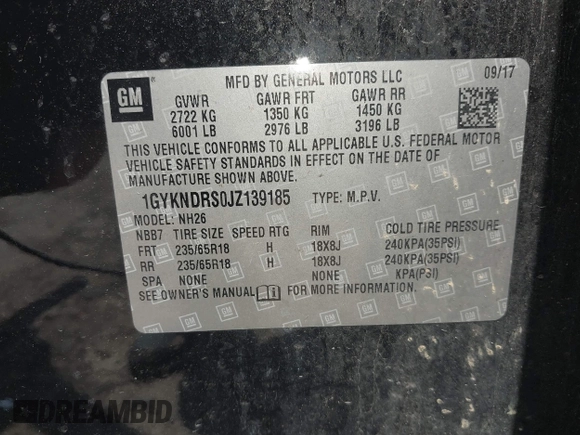 GM
MFD BY GENERAL MOTORS LLC
09/17
GVWR GAWR FRT GAWR RR
2722 KG 1350 KG 1450 KG
6001 LB 2976 LB 3196 LB
THIS VEHICLE CONFORMS TO ALL APPLICABLE U.S. FEDERAL MOTOR
VEHICLE SAFETY STANDARDS IN EFFECT ON THE DATE OF
MANUFACTURE SHOWN ABOVE.
1GYKNDRS0JZ139185 TYPE: M.P.V.
MODEL: NH26
NBB7 TIRE SIZE SPEED RTG RIM COLD TIRE PRESSURE
FRT 235/65R18 H 18X8J 240KPA(35PSI)
RR 235/65R18 H 18X8J 240KPA(35PSI)
SPA NONE NONE KPA(PSI)
SEE OWNER'S MANUAL FOR MORE INFORMATION.
DREAMBID